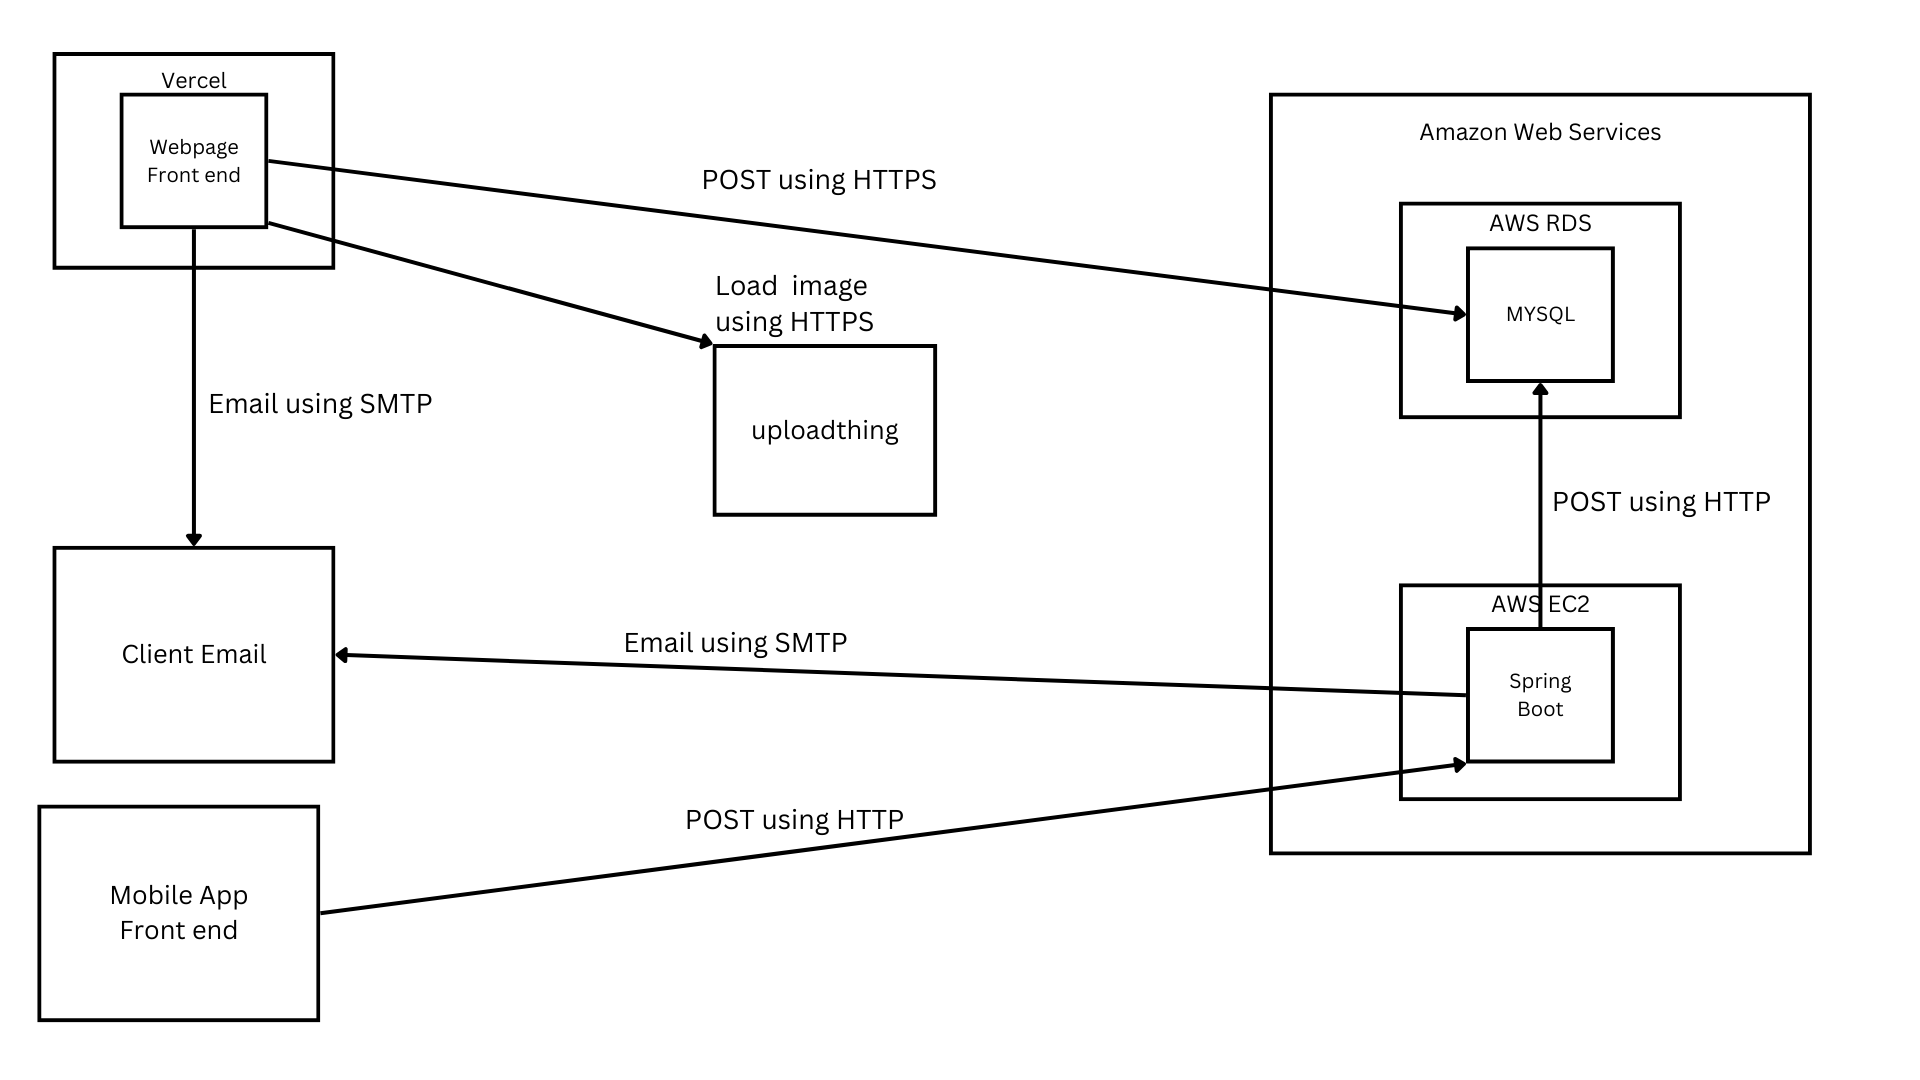 Vercel
Webpage
Front end
Amazon Web Services
POST using HTTPS
AWS RDS
MYSQL
Load  image
using HTTPS
Email using SMTP
uploadthing
POST using HTTP
AWS EC2
Client Email
Email using SMTP
Spring
Boot
POST using HTTP
Mobile App
Front end